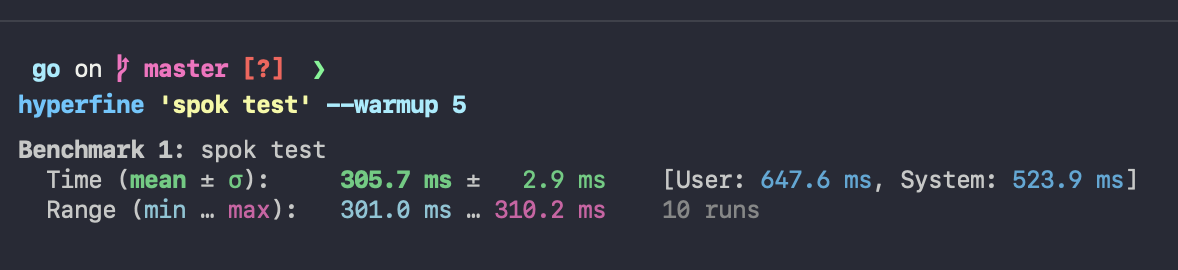 go on master [?] ❯
hyperfine 'spok test' --warmup 5
Benchmark 1: spok test
Time (mean ± σ): 305.7 ms ± 2.9 ms [User: 647.6 ms, System: 523.9 ms]
Range (min … max): 301.0 ms … 310.2 ms 10 runs